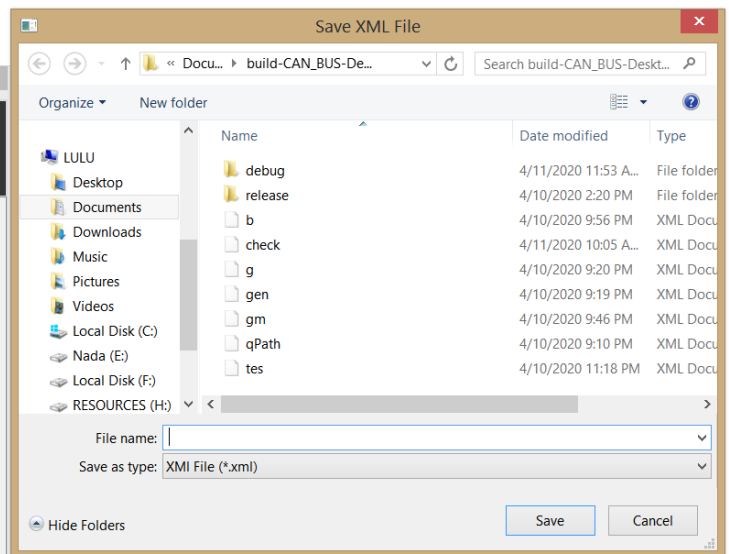 Save XML File
« Docu... build-CAN_BUS-De...
Search build-CAN_BUS-Deskt...
Organize
New folder
Name
Date modified
Type
LULU
Desktop
Documents
Downloads
Music
Pictures
Videos
Local Disk (C:)
Nada (E:)
Local Disk (F:)
RESOURCES (H:)
debug 4/11/2020 11:53 A... File folder
release 4/10/2020 2:20 PM File folder
b 4/10/2020 9:56 PM XML Docu
check 4/11/2020 10:05 A... XML Docu
g 4/10/2020 9:20 PM XML Docu
gen 4/10/2020 9:19 PM XML Docu
gm 4/10/2020 9:46 PM XML Docu
qPath 4/10/2020 9:10 PM XML Docu
tes 4/10/2020 11:18 PM XML Docu
File name:
Save as type: XMl File (*.xml)
Hide Folders
Save
Cancel